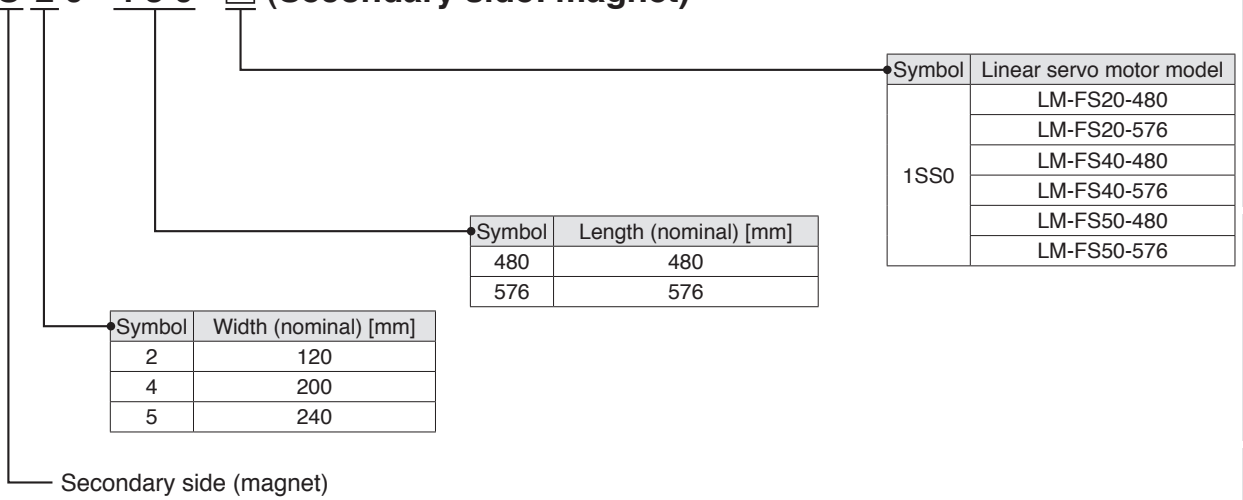 (Secondary side: magnet)
Symbol Linear servo motor model
1SS0
LM-FS20-480
LM-FS20-576
LM-FS40-480
LM-FS40-576
LM-FS50-480
LM-FS50-576
Symbol Length (nominal) [mm]
480 480
576 576
Symbol Width (nominal) [mm]
2 120
4 200
5 240
Secondary side (magnet)